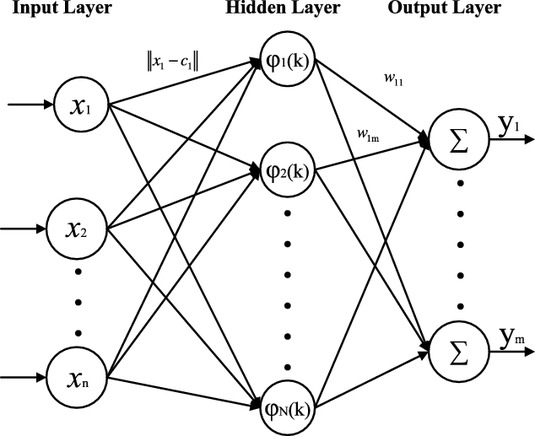 Input Layer Hidden Layer Output Layer
‖x₁ − c₁‖
φ₁(k)
w₁₁
x₁
y₁
Σ
w₁ₘ
φ₂(k)
x₂
yₘ
Σ
xₙ
φN(k)